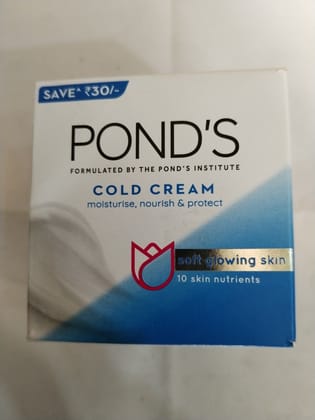 SAVE^ ₹30/-
POND'S
FORMULATED BY THE POND'S INSTITUTE
COLD CREAM
moisturise, nourish & protect
soft glowing skin
10 skin nutrients